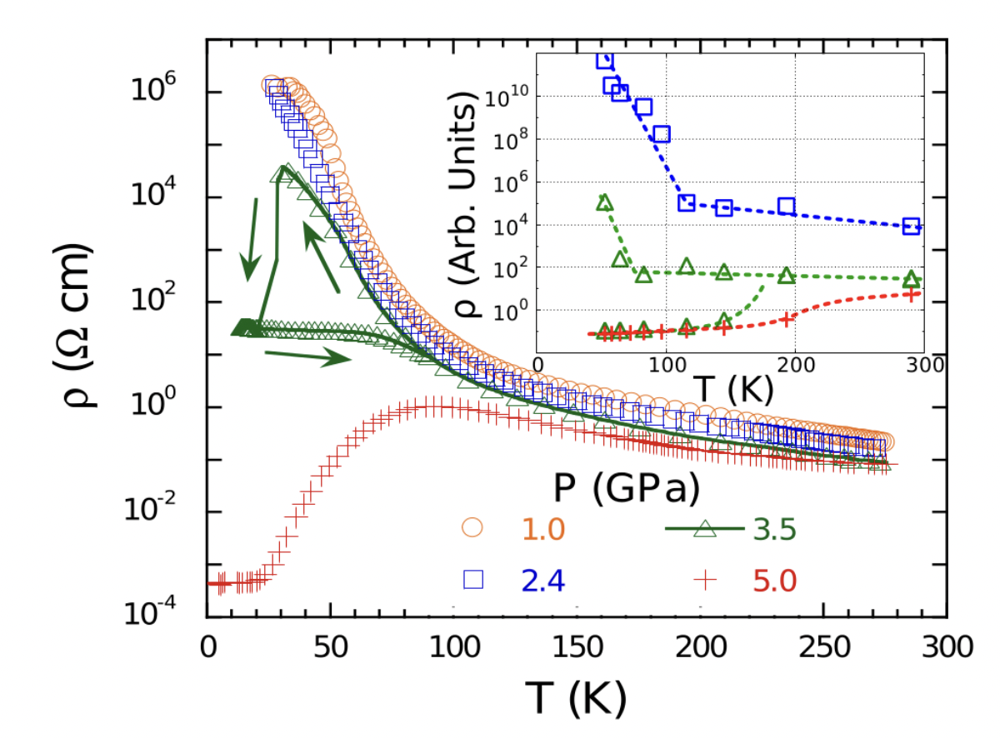 10^6
10^4
10^2
10^0
10^-2
10^-4
ρ (Ω cm)
0 50 100 150 200 250 300
T (K)
10^10
10^8
10^6
10^4
10^2
10^0
ρ (Arb. Units)
0 100 200 300
T (K)
P (GPa)
1.0 3.5
2.4 5.0